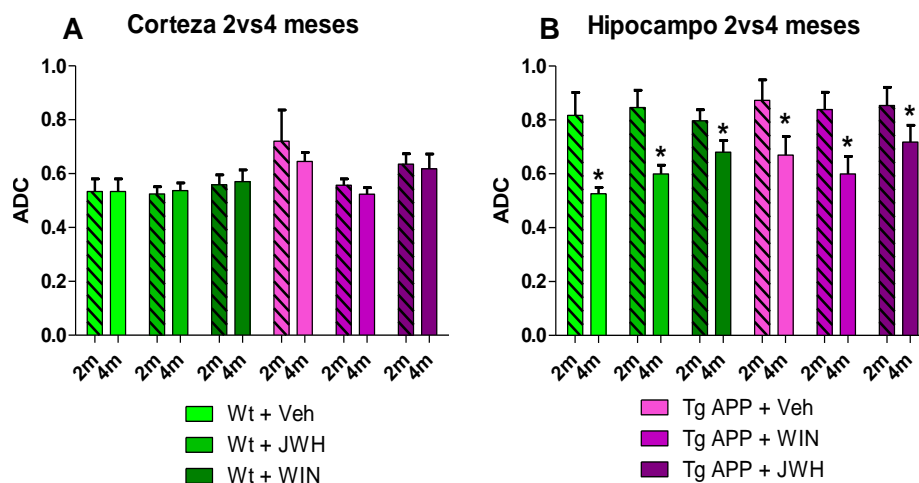 A Corteza 2vs4 meses
1.0
0.8
0.6
0.4
0.2
0.0
ADC
2m 4m 2m 4m 2m 4m 2m 4m 2m 4m 2m 4m
B Hipocampo 2vs4 meses
1.0
0.8
0.6
0.4
0.2
0.0
ADC
* * * * * *
2m 4m 2m 4m 2m 4m 2m 4m 2m 4m 2m 4m
Wt + Veh
Wt + JWH
Wt + WIN
Tg APP + Veh
Tg APP + WIN
Tg APP + JWH